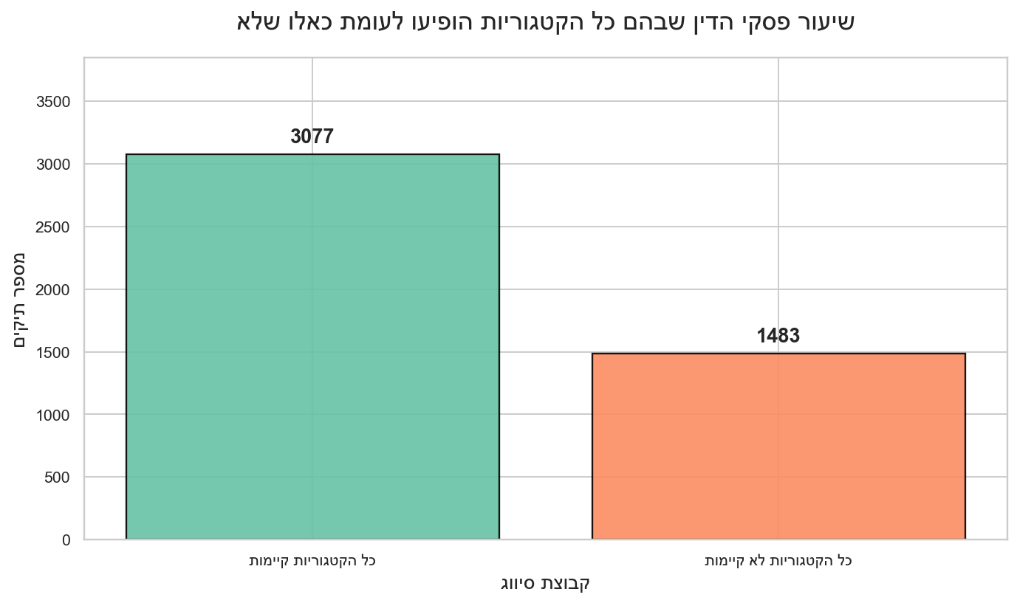 שיעור פסקי הדין שבהם כל הקטגוריות הופיעו לעומת כאלו שלא
מספר תיקים
3500
3000
2500
2000
1500
1000
500
0
3077
1483
כל הקטגוריות קיימות
כל הקטגוריות לא קיימות
קבוצת סיווג